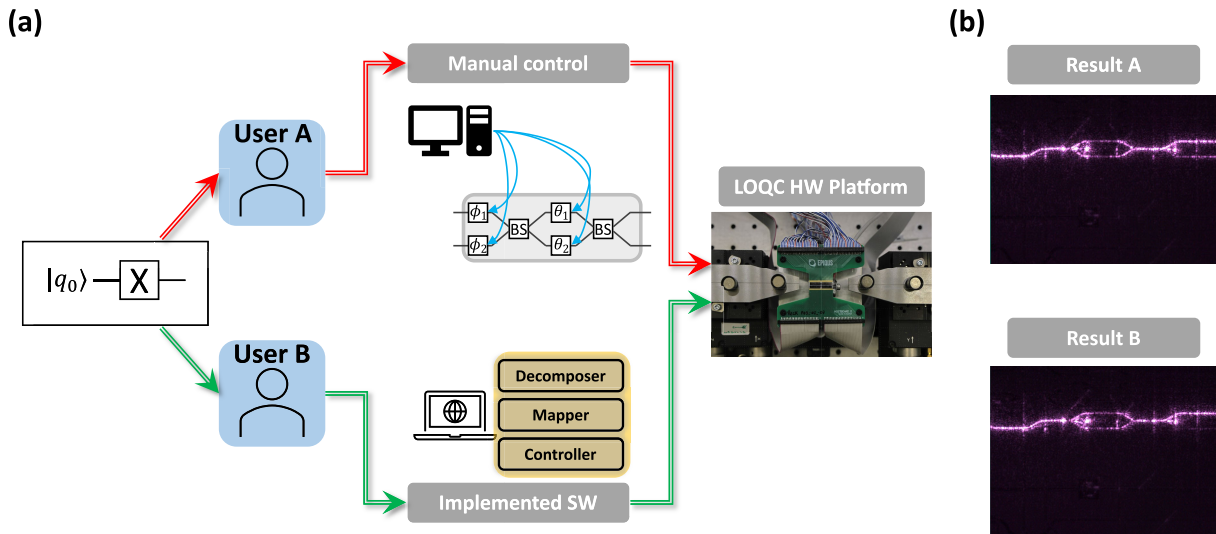 (a)
(b)
Manual control
Result A
User A
LOQC HW Platform
ϕ1
θ1
BS
BS
ϕ2
θ2
|q0⟩
X
User B
Result B
Decomposer
Mapper
Controller
Implemented SW